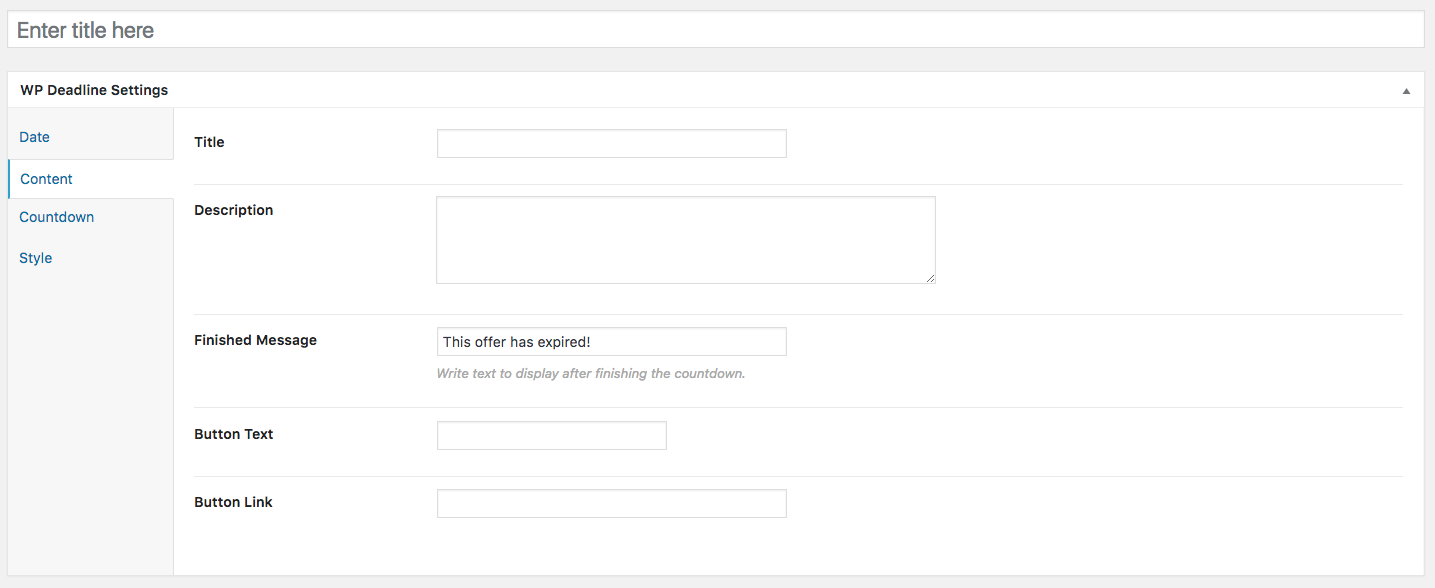 Enter title here
WP Deadline Settings
Date
Content
Countdown
Style
Title
Description
Finished Message
This offer has expired!
Write text to display after finishing the countdown.
Button Text
Button Link